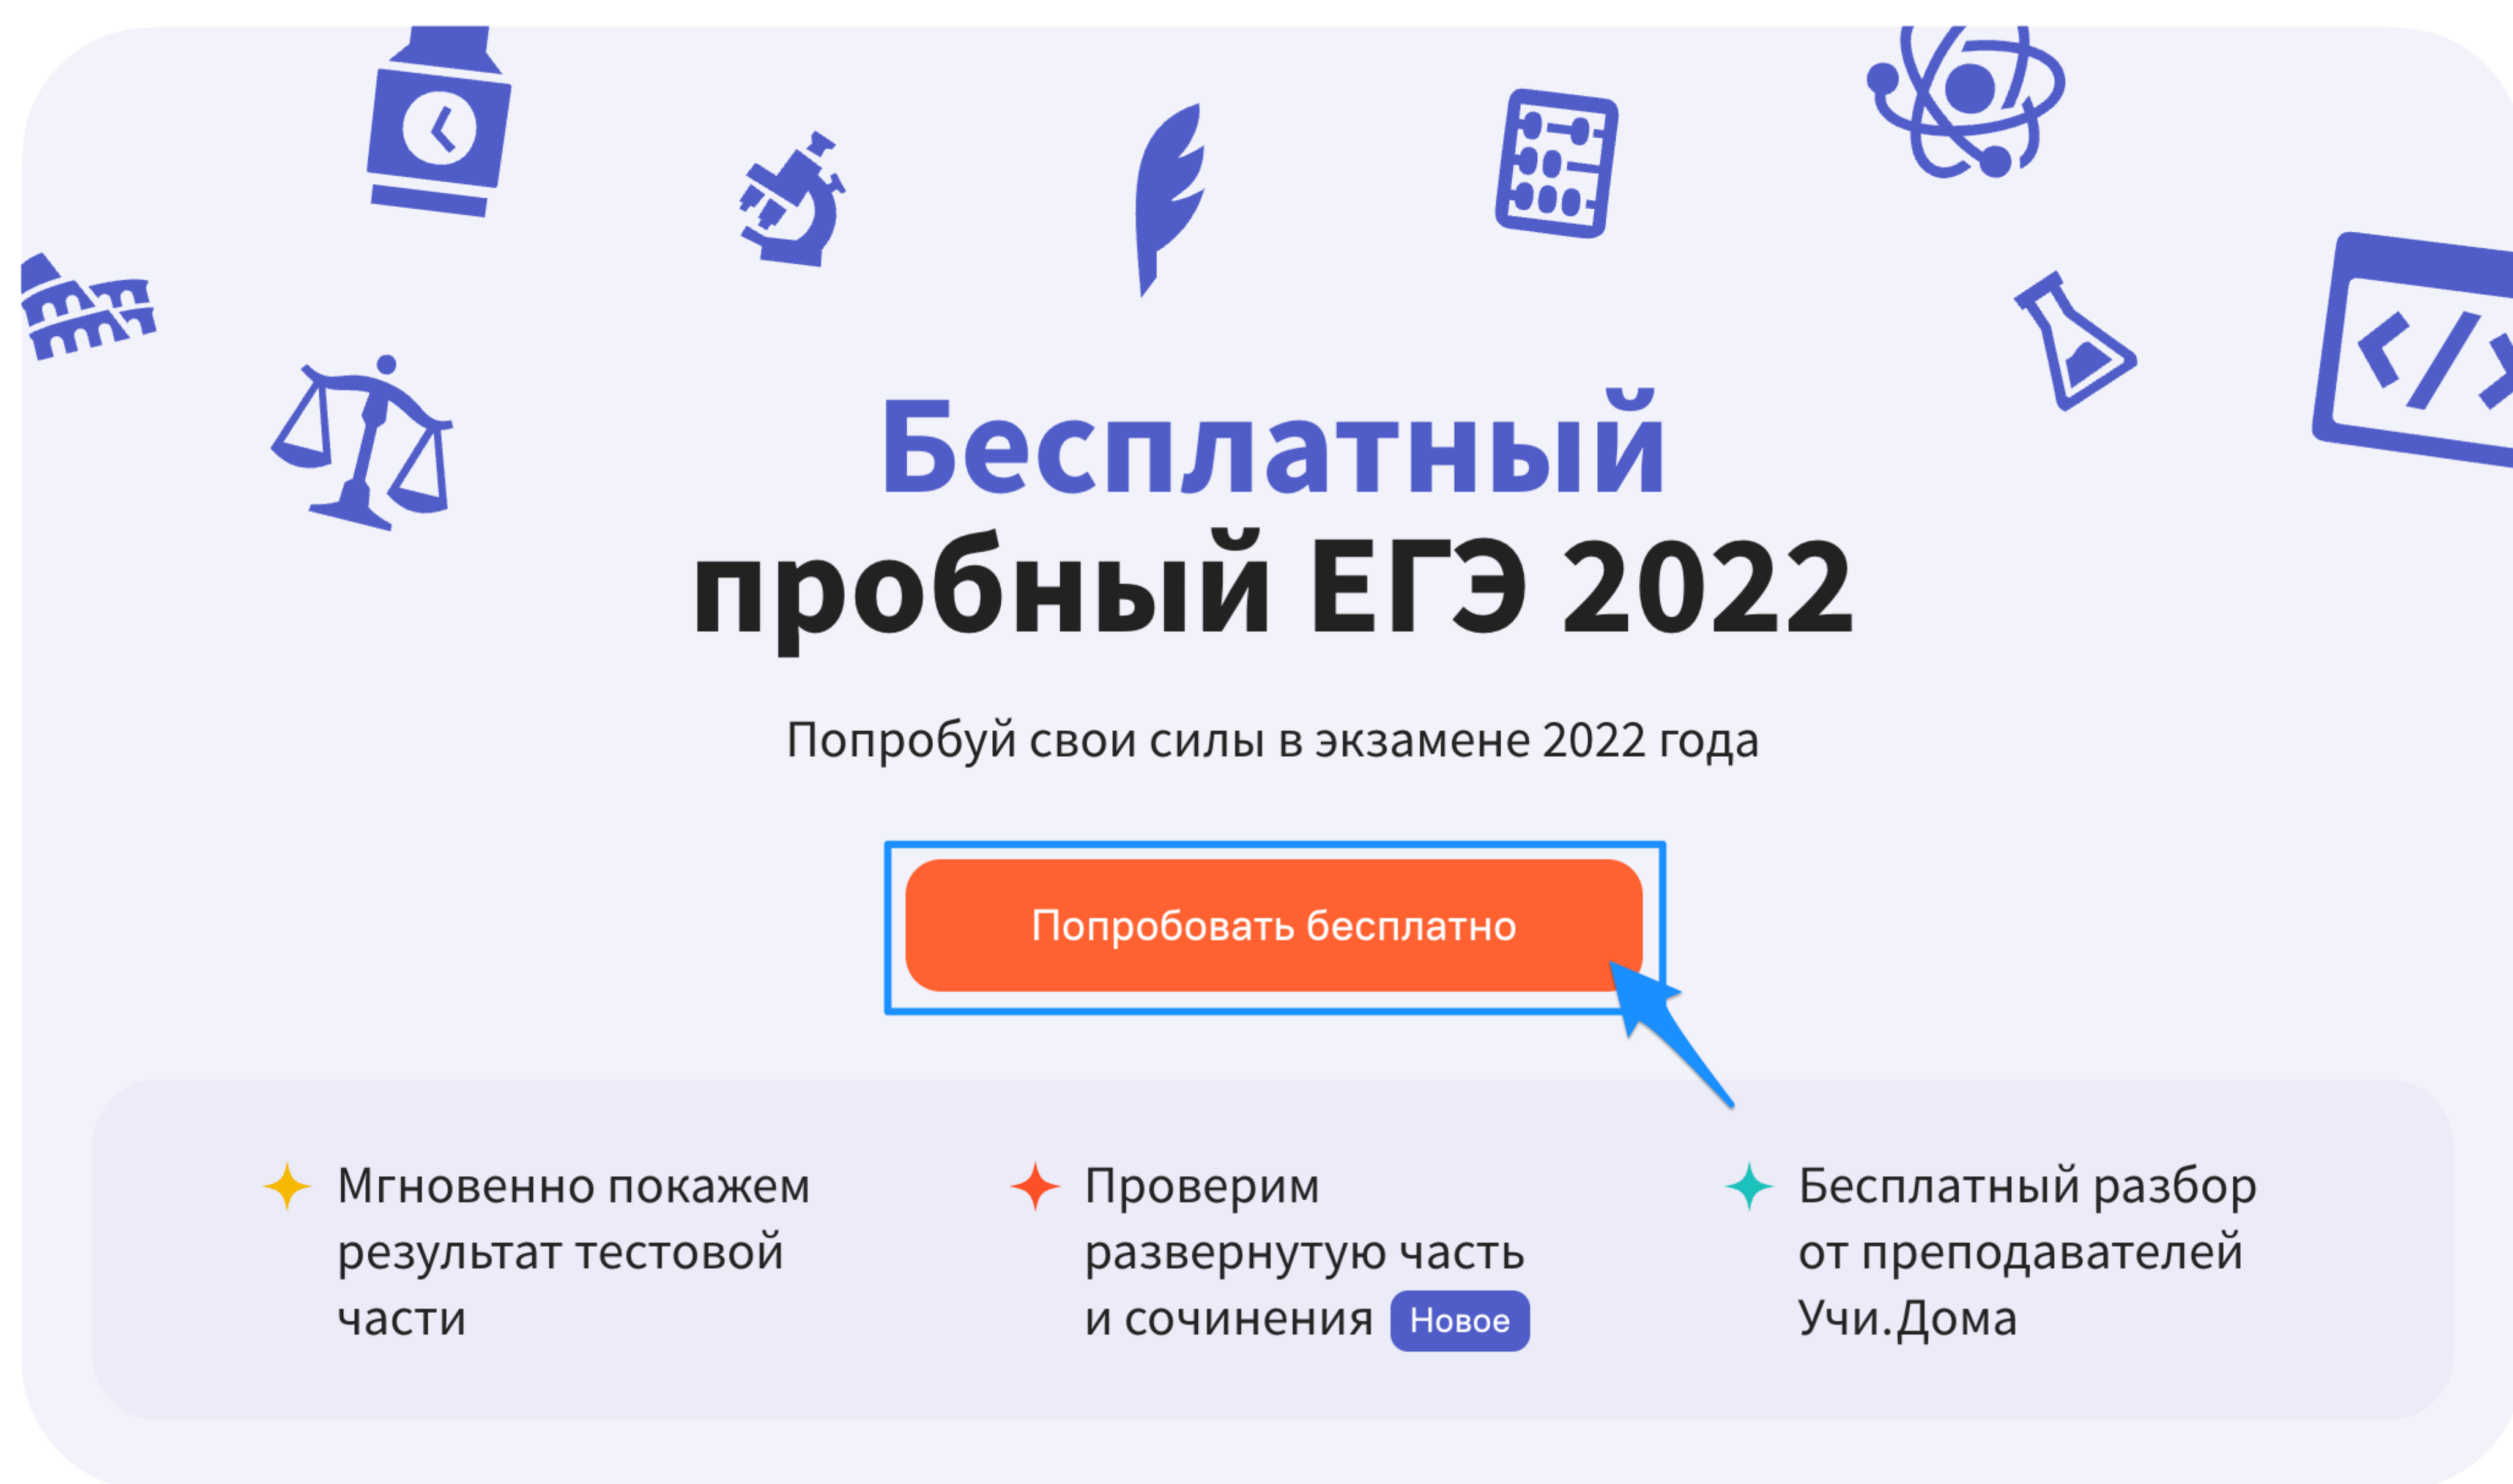 Бесплатный
пробный ЕГЭ 2022
Попробуй свои силы в экзамене 2022 года
Попробовать бесплатно
Мгновенно покажем
результат тестовой
части
Проверим
развернутую часть
и сочинения Новое
Бесплатный разбор
от преподавателей
Учи.Дома